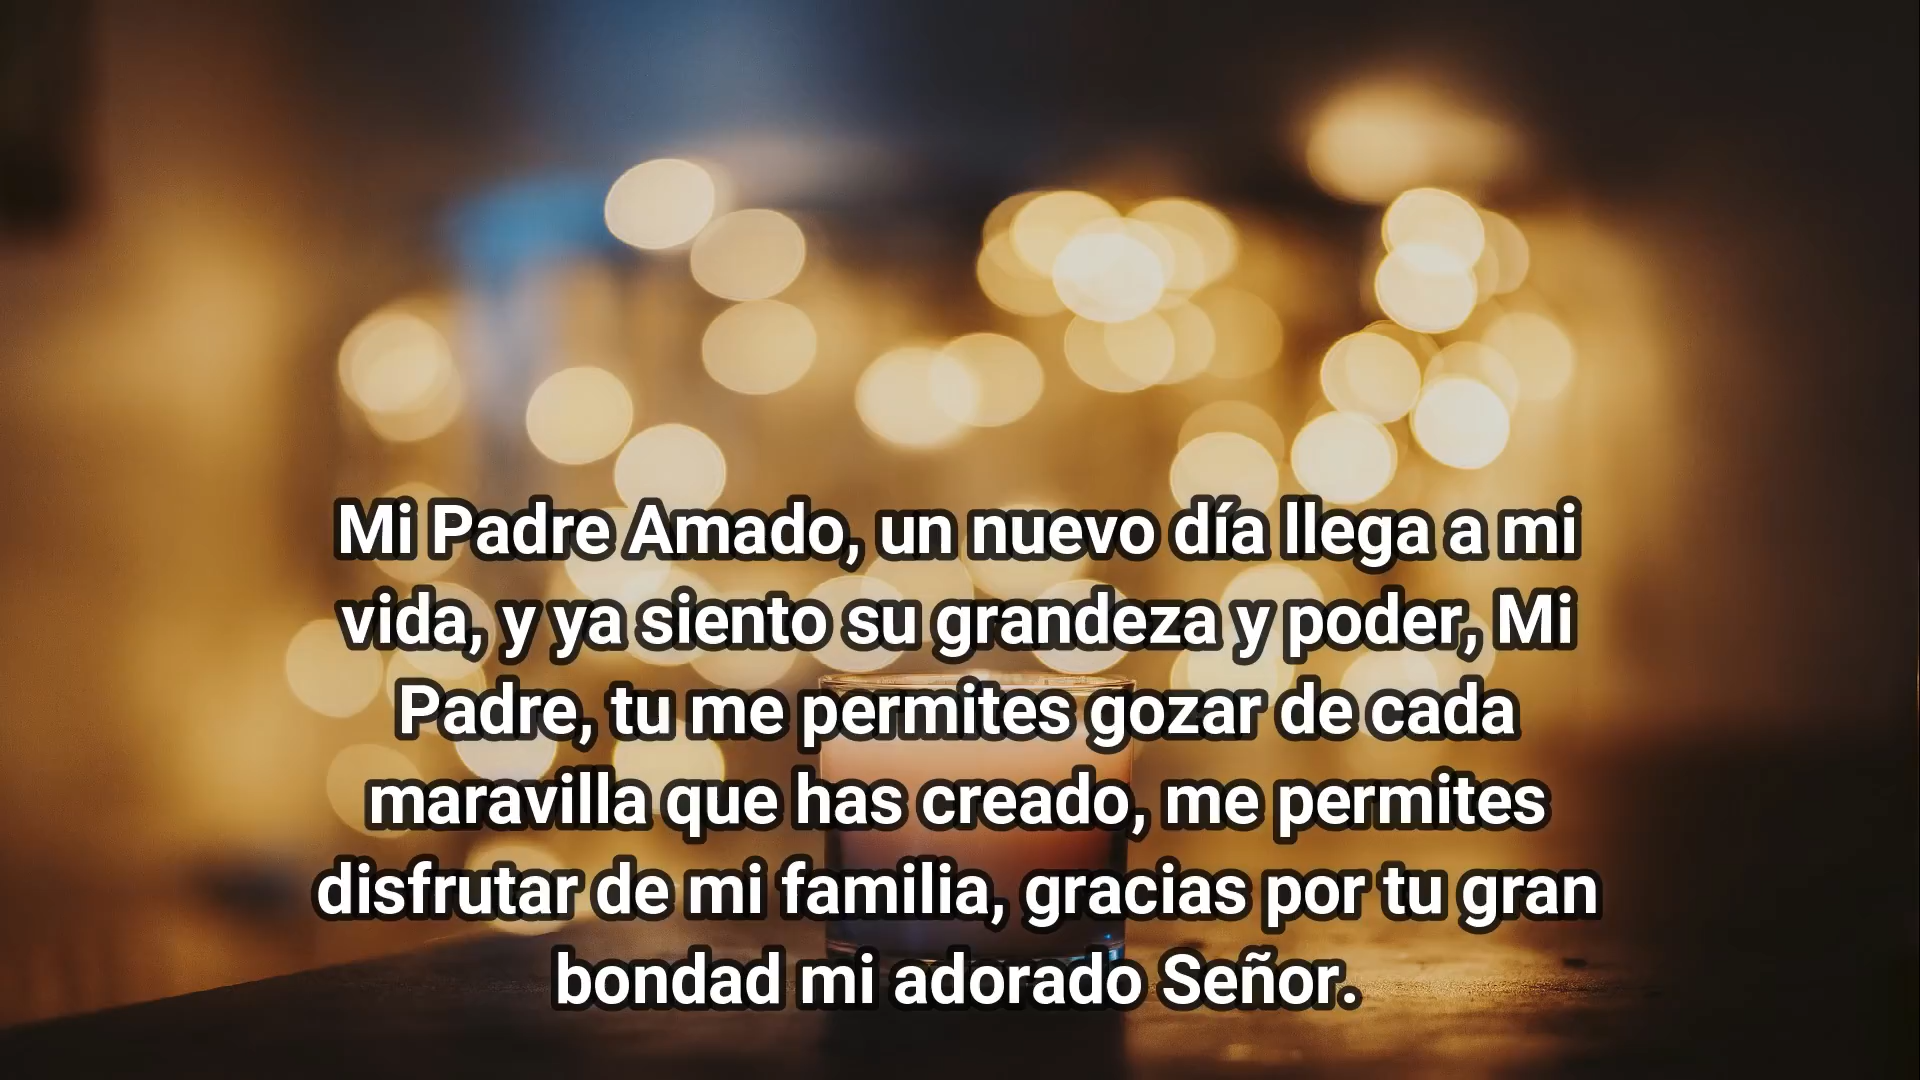 Mi Padre Amado, un nuevo día llega a mi
vida, y ya siento su grandeza y poder, Mi
Padre, tu me permites gozar de cada
maravilla que has creado, me permites
disfrutar de mi familia, gracias por tu gran
bondad mi adorado Señor.